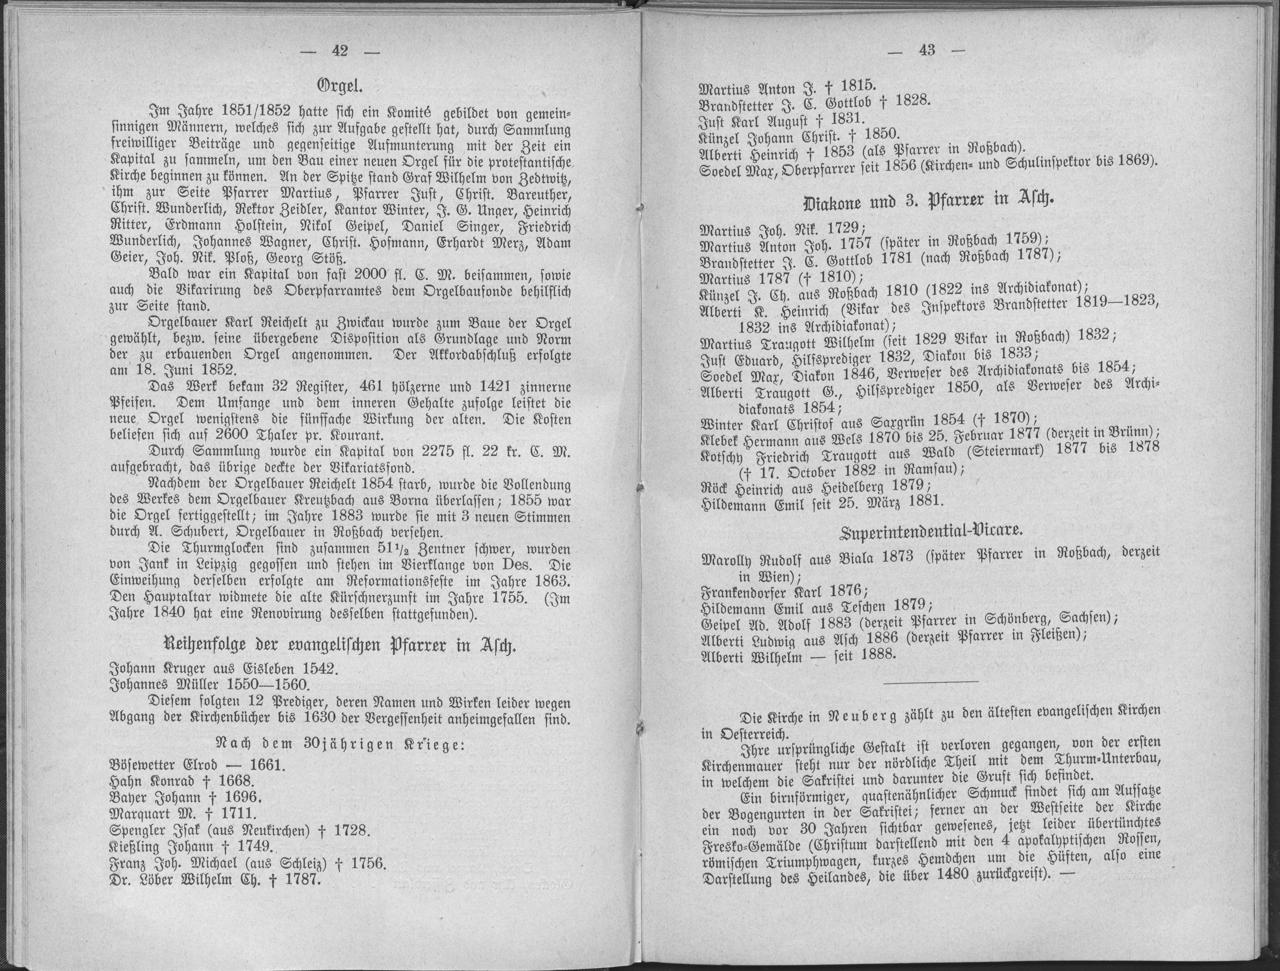 — 42 —
Orgel.
Im Jahre 1851/1852 hatte sich ein Komité gebildet von gemein-
sinnigen Männern, welches sich zur Aufgabe gestellt hat, durch Sammlung
freiwilliger Beiträge und gegenseitige Aufmunterung mit der Zeit ein
Kapital zu sammeln, um den Bau einer neuen Orgel für die protestantische
Kirche beginnen zu können. An der Spitze stand Graf Wilhelm von Zedtwitz,
ihm zur Seite Pfarrer Martius, Pfarrer Just, Christ. Bareuther,
Christ. Wunderlich, Rektor Zeidler, Kantor Winter, J. G. Unger, Heinrich
Ritter, Erdmann Holstein, Nikol Geipel, Daniel Singer, Friedrich
Wunderlich, Johannes Wagner, Christ. Hofmann, Erhardt Merz, Adam
Geier, Joh. Nik. Ploß, Georg Stöß.
Bald war ein Kapital von fast 2000 fl. C. M. beisammen, sowie
auch die Vikarirung des Oberpfarramtes dem Orgelbaufonde behilflich
zur Seite stand.
Orgelbauer Karl Reichelt zu Zwickau wurde zum Baue der Orgel
gewählt, bezw. seine übergebene Disposition als Grundlage und Norm
der zu erbauenden Orgel angenommen. Der Akkordabschluß erfolgte
am 18. Juni 1852.
Das Werk bekam 32 Register, 461 hölzerne und 1421 zinnerne
Pfeifen. Dem Umfange und dem inneren Gehalte zufolge leistet die
neue Orgel wenigstens die fünffache Wirkung der alten. Die Kosten
beliefen sich auf 2600 Thaler pr. Kourant.
Durch Sammlung wurde ein Kapital von 2275 fl. 22 kr. C. M.
aufgebracht, das übrige deckte der Vikariatsfond.
Nachdem der Orgelbauer Reichelt 1854 starb, wurde die Vollendung
des Werkes dem Orgelbauer Kreutzbach aus Borna überlassen; 1855 war
die Orgel fertiggestellt; im Jahre 1883 wurde sie mit 3 neuen Stimmen
durch A. Schubert, Orgelbauer in Roßbach versehen.
Die Thurmglocken sind zusammen 51 1/2 Zentner schwer, wurden
von Jank in Leipzig gegossen und stehen im Vierklange von Des. Die
Einweihung derselben erfolgte am Reformationsfeste im Jahre 1863.
Den Hauptaltar widmete die alte Kürschnerzunft im Jahre 1755. (Im
Jahre 1840 hat eine Renovirung desselben stattgefunden).
Reihenfolge der evangelischen Pfarrer in Asch.
Johann Kruger aus Eisleben 1542.
Johannes Müller 1550—1560.
Diesem folgten 12 Prediger, deren Namen und Wirken leider wegen
Abgang der Kirchenbücher bis 1630 der Vergessenheit anheimgefallen sind.
Nach dem 30jährigen Kriege:
Bösewetter Elrod — 1661.
Hahn Konrad † 1668.
Bayer Johann † 1696.
Marquart M. † 1711.
Spengler Isak (aus Neukirchen) † 1728.
Kießling Johann † 1749.
Franz Joh. Michael (aus Schleiz) † 1756.
Dr. Löber Wilhelm Ch. † 1787.
— 43 —
Martius Anton J. † 1815.
Brandstetter J. C. Gottlob † 1828.
Just Karl August † 1831.
Künzel Johann Christ. † 1850.
Alberti Heinrich † 1853 (als Pfarrer in Roßbach).
Soedel Max, Oberpfarrer seit 1856 (Kirchen- und Schulinspektor bis 1869).
Diakone und 3. Pfarrer in Asch.
Martius Joh. Nik. 1729;
Martius Anton Joh. 1757 (später in Roßbach 1759);
Brandstetter J. C. Gottlob 1781 (nach Roßbach 1787);
Martius 1787 († 1810);
Künzel J. Ch. aus Roßbach 1810 (1822 ins Archidiakonat);
Alberti K. Heinrich (Vikar des Inspektors Brandstetter 1819—1823,
1832 ins Archidiakonat);
Martius Traugott Wilhelm (seit 1829 Vikar in Roßbach) 1832;
Just Eduard, Hilfsprediger 1832, Diakon bis 1833;
Soedel Max, Diakon 1846, Verweser des Archidiakonats bis 1854;
Alberti Traugott G., Hilfsprediger 1850, als Verweser des Archi-
diakonats 1854;
Winter Karl Christof aus Saxgrün 1854 († 1870);
Klebek Hermann aus Wels 1870 bis 25. Februar 1877 (derzeit in Brünn);
Kotschy Friedrich Traugott aus Wald (Steiermark) 1877 bis 1878
(† 17. October 1882 in Ramsau);
Röck Heinrich aus Heidelberg 1879;
Hildemann Emil seit 25. März 1881.
Superintendential-Vicare.
Marolly Rudolf aus Biala 1873 (später Pfarrer in Roßbach, derzeit
in Wien);
Frankendorfer Karl 1876;
Hildemann Emil aus Teschen 1879;
Geipel Ad. Adolf 1883 (derzeit Pfarrer in Schönberg, Sachsen);
Alberti Ludwig aus Asch 1886 (derzeit Pfarrer in Fleißen);
Alberti Wilhelm — seit 1888.
Die Kirche in Neuberg zählt zu den ältesten evangelischen Kirchen
in Oesterreich.
Ihre ursprüngliche Gestalt ist verloren gegangen, von der ersten
Kirchenmauer steht nur der nördliche Theil mit dem Thurm-Unterbau,
in welchem die Sakristei und darunter die Gruft sich befindet.
Ein birnförmiger, quastenähnlicher Schmuck findet sich am Aufsatze
der Bogengurten in der Sakristei; ferner an der Westseite der Kirche
ein noch vor 30 Jahren sichtbar gewesenes, jetzt leider übertünchtes
Fresko-Gemälde (Christum darstellend mit den 4 apokalyptischen Rossen,
römischen Triumphwagen, kurzes Hemdchen um die Hüften, also eine
Darstellung des Heilandes, die über 1480 zurückgreift). —